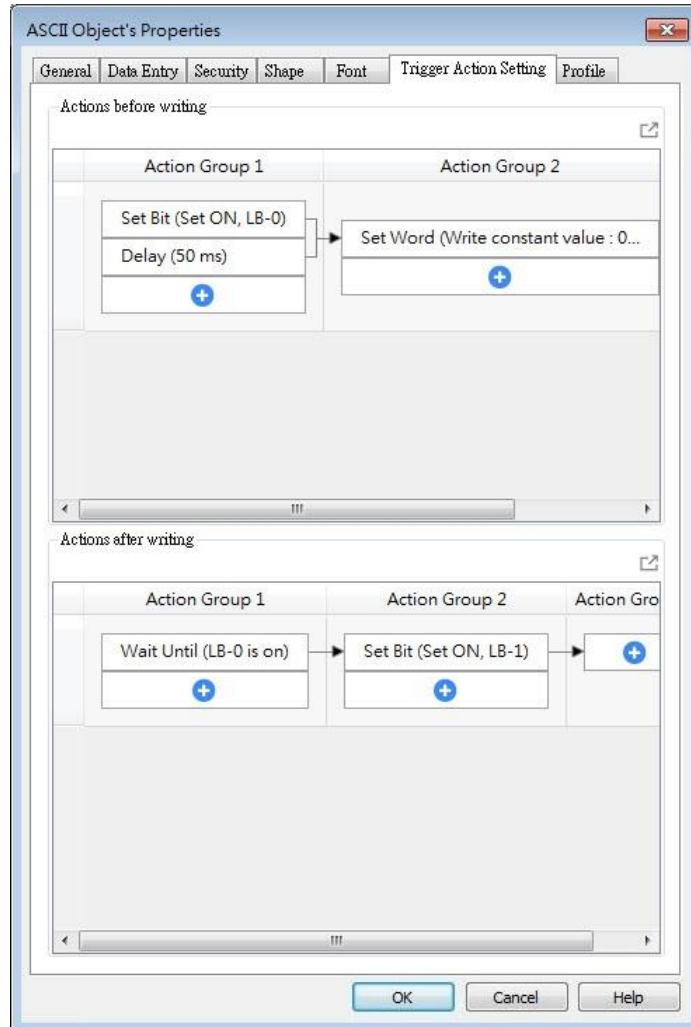 ASCII Object's Properties
General Data Entry Security Shape Font Trigger Action Setting Profile
Actions before writing
Action Group 1 Action Group 2
Set Bit (Set ON, LB-0)
Delay (50 ms)
Set Word (Write constant value : 0...
Actions after writing
Action Group 1 Action Group 2 Action Gro
Wait Until (LB-0 is on) Set Bit (Set ON, LB-1)
OK Cancel Help